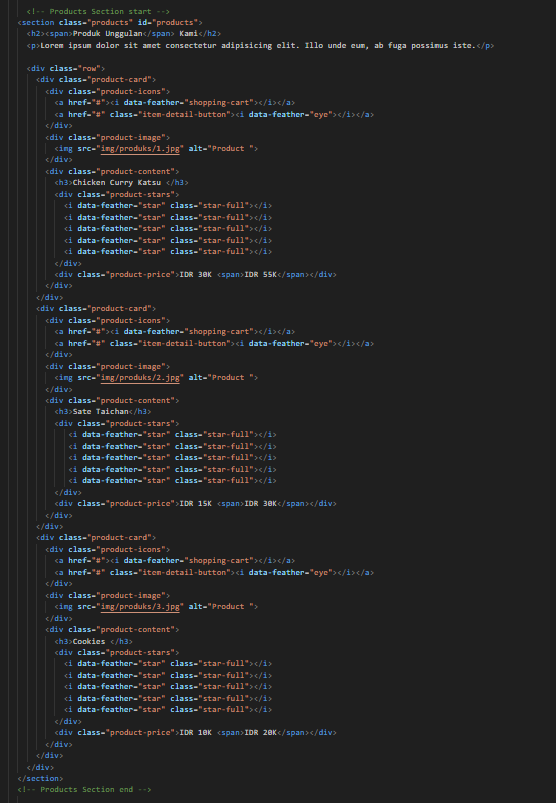 <!-- Products Section start -->
<section class="products" id="products">
<h2><span>Produk Unggulan</span> Kami</h2>
<p>Lorem ipsum dolor sit amet consectetur adipisicing elit. Illo unde eum, ab fuga possimus iste.</p>
<div class="row">
<div class="product-card">
<div class="product-icons">
<a href="#"><i data-feather="shopping-cart"></i></a>
<a href="#" class="item-detail-button"><i data-feather="eye"></i></a>
</div>
<div class="product-image">
<img src="img/produks/1.jpg" alt="Product ">
</div>
<div class="product-content">
<h3>Chicken Curry Katsu </h3>
<div class="product-stars">
<i data-feather="star" class="star-full"></i>
<i data-feather="star" class="star-full"></i>
<i data-feather="star" class="star-full"></i>
<i data-feather="star" class="star-full"></i>
<i data-feather="star" class="star-full"></i>
</div>
<div class="product-price">IDR 30K <span>IDR 55K</span></div>
</div>
</div>
<div class="product-card">
<div class="product-icons">
<a href="#"><i data-feather="shopping-cart"></i></a>
<a href="#" class="item-detail-button"><i data-feather="eye"></i></a>
</div>
<div class="product-image">
<img src="img/produks/2.jpg" alt="Product ">
</div>
<div class="product-content">
<h3>Sate Taichan</h3>
<div class="product-stars">
<i data-feather="star" class="star-full"></i>
<i data-feather="star" class="star-full"></i>
<i data-feather="star" class="star-full"></i>
<i data-feather="star" class="star-full"></i>
<i data-feather="star" class="star-full"></i>
</div>
<div class="product-price">IDR 15K <span>IDR 30K</span></div>
</div>
</div>
<div class="product-card">
<div class="product-icons">
<a href="#"><i data-feather="shopping-cart"></i></a>
<a href="#" class="item-detail-button"><i data-feather="eye"></i></a>
</div>
<div class="product-image">
<img src="img/produks/3.jpg" alt="Product ">
</div>
<div class="product-content">
<h3>Cookies </h3>
<div class="product-stars">
<i data-feather="star" class="star-full"></i>
<i data-feather="star" class="star-full"></i>
<i data-feather="star" class="star-full"></i>
<i data-feather="star" class="star-full"></i>
<i data-feather="star" class="star-full"></i>
</div>
<div class="product-price">IDR 10K <span>IDR 20K</span></div>
</div>
</div>
</div>
</section>
<!-- Products Section end -->